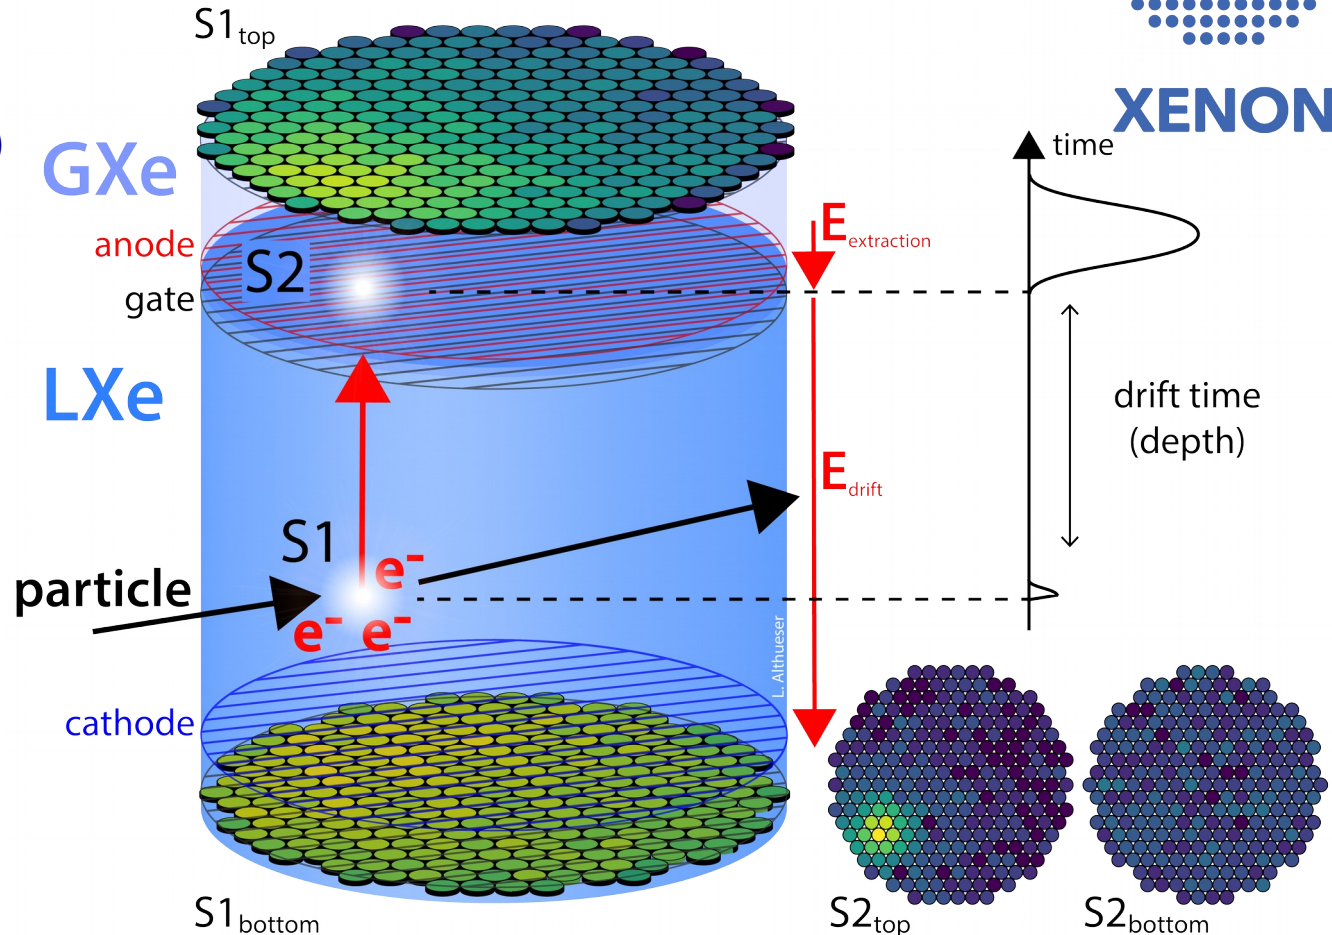 S1top
XENON
time
GXe
anode
Eextraction
S2
gate
LXe
drift time
(depth)
Edrift
S1
e-
particle
e- e-
L. Althueser
cathode
S1bottom
S2top
S2bottom